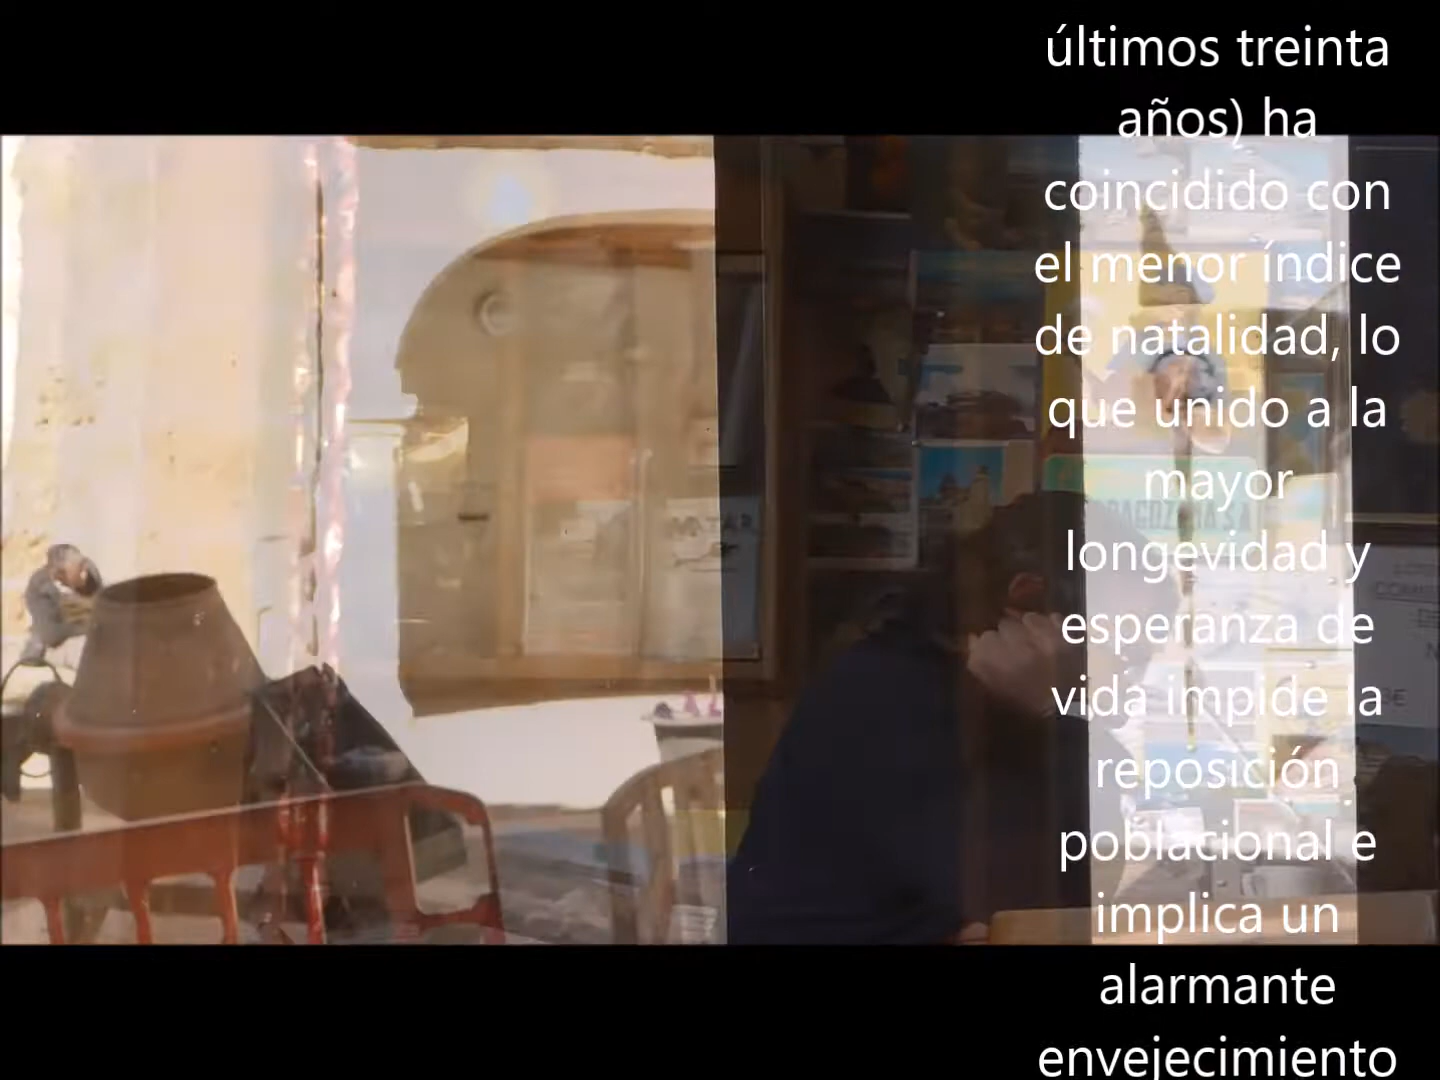 últimos treinta
años) ha
coincidido con
el menor índice
de natalidad, lo
que unido a la
mayor
longevidad y
esperanza de
vida impide la
reposición
poblacional e
implica un
alarmante
envejecimiento